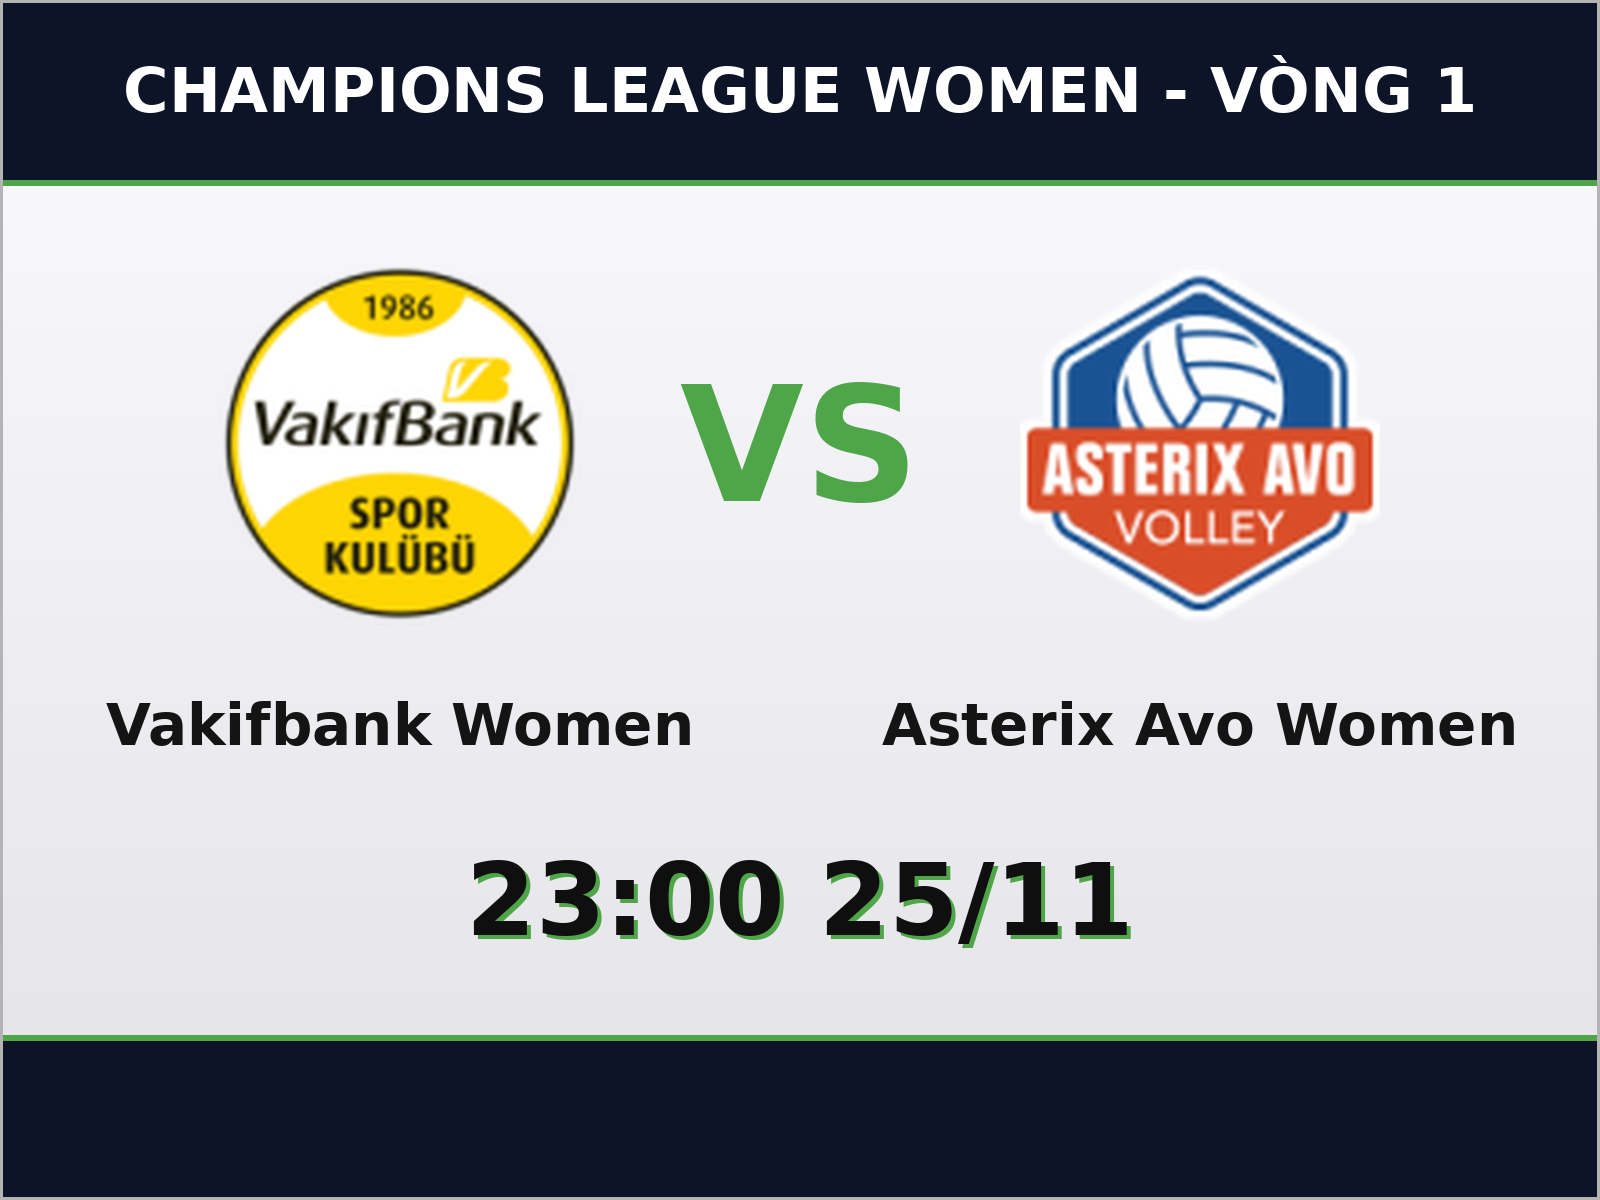 CHAMPIONS LEAGUE WOMEN - VÒNG 1
1986
VakıfBank
SPOR
KULÜBÜ
VS
ASTERIX AVO
VOLLEY
Vakifbank Women
Asterix Avo Women
23:00 25/11